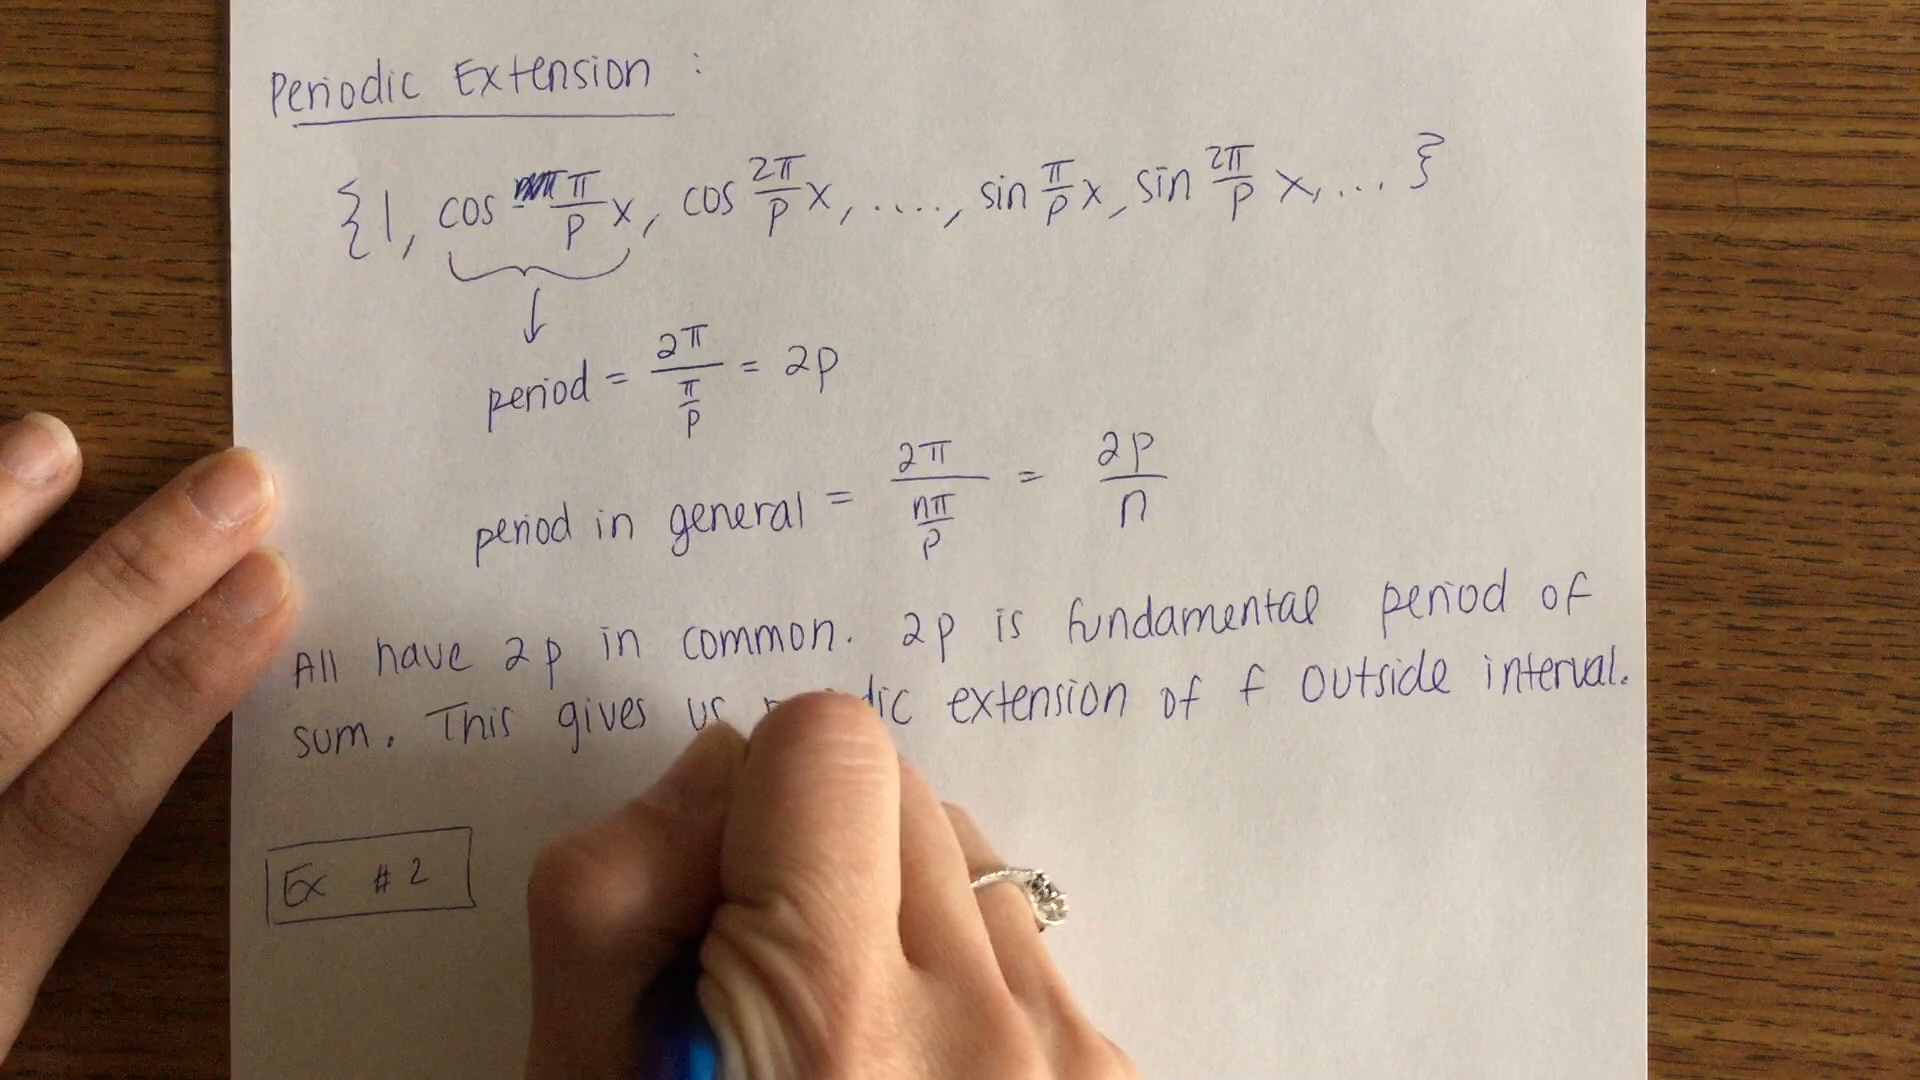 Periodic Extension :
{1, cos π/p x, cos 2π/p x, ...., sin π/p x, sin 2π/p x, ... }
period = 2π/(π/p) = 2p
period in general = 2π/(nπ/p) = 2p/n
All have 2p in common. 2p is fundamental period of
sum. This gives us extension of f outside interval.
Ex #2